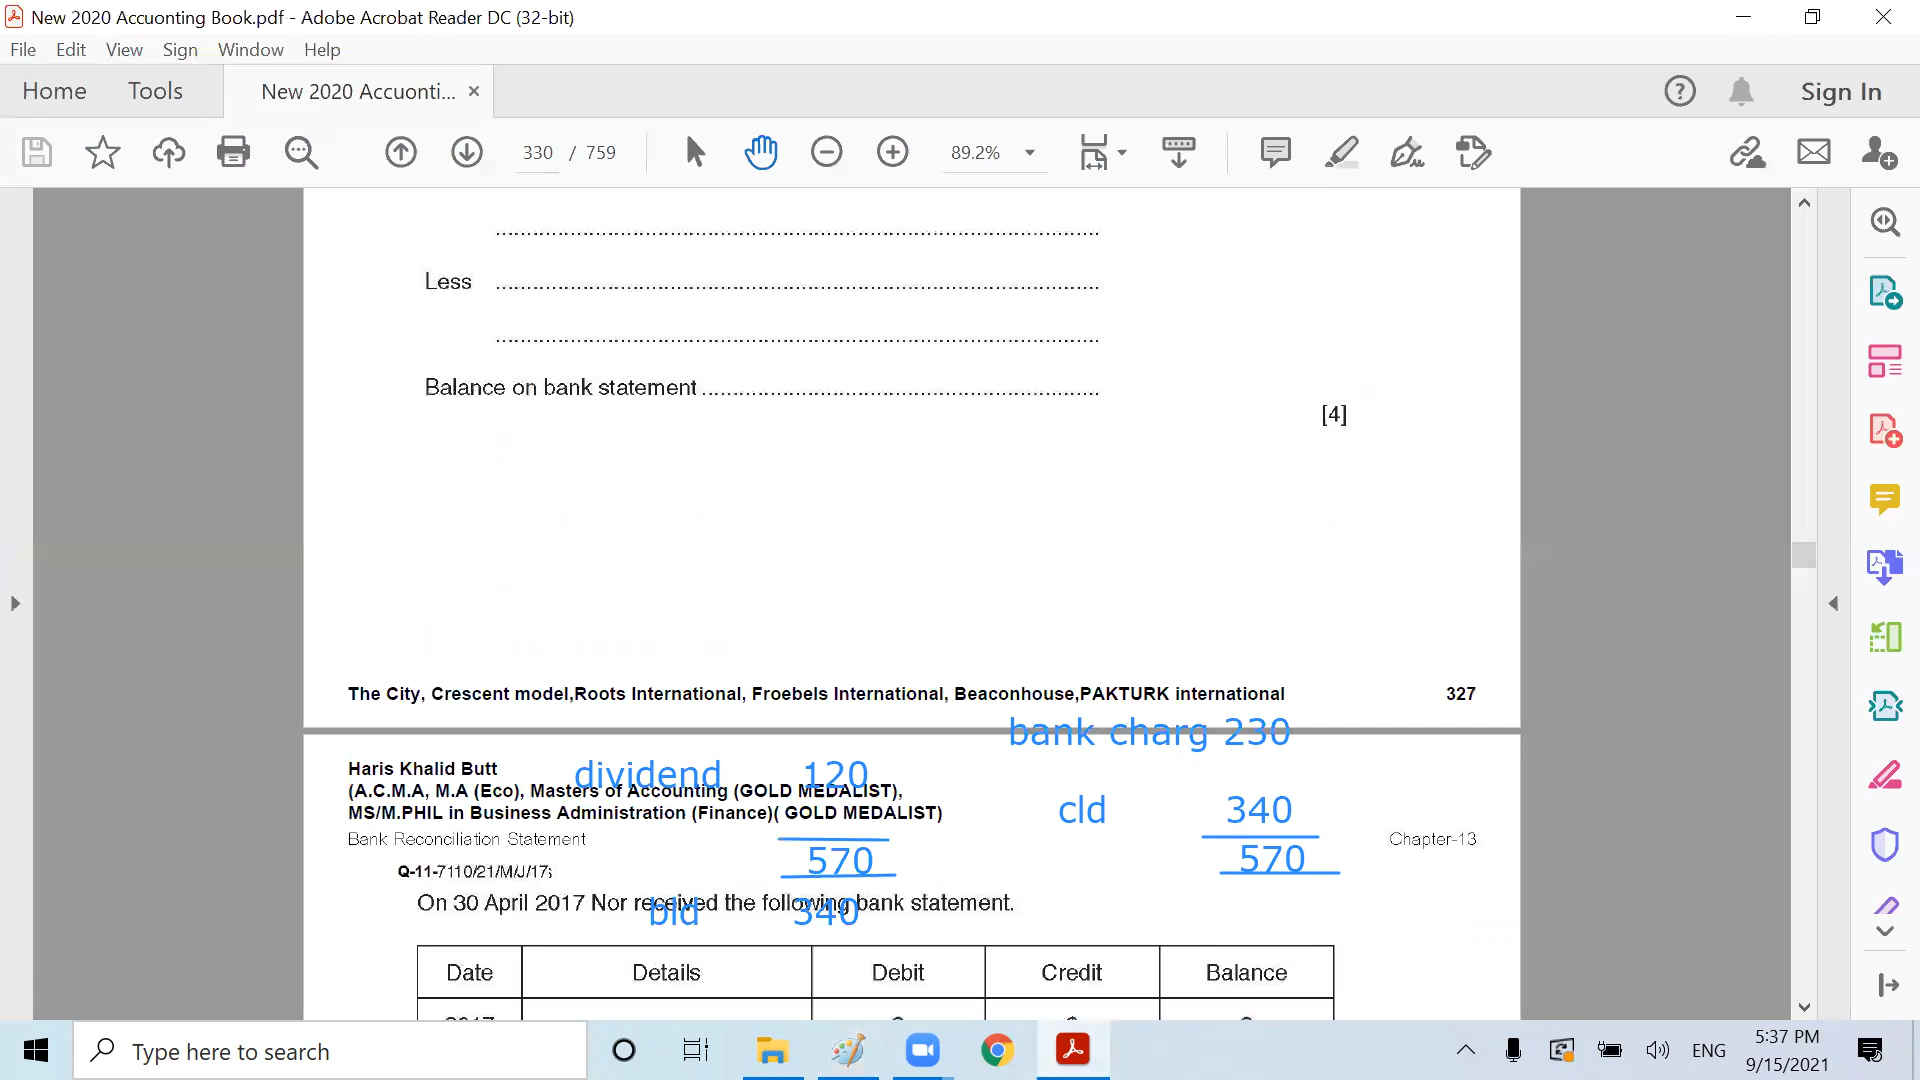 New 2020 Accuonting Book.pdf - Adobe Acrobat Reader DC (32-bit)
File Edit View Sign Window Help
Home Tools New 2020 Accuonti... × Sign In
330 / 759 89.2%
Less
Balance on bank statement
[4]
The City, Crescent model,Roots International, Froebels International, Beaconhouse,PAKTURK international 327
bank charg 230
Haris Khalid Butt
dividend 120
(A.C.M.A, M.A (Eco), Masters of Accounting (GOLD MEDALIST),
MS/M.PHIL in Business Administration (Finance)( GOLD MEDALIST)
cld 340
Bank Reconciliation Statement Chapter-13
570 570
Q-11-7110/21/M/J/17
On 30 April 2017 Nor received the following bank statement.
bld 340
Date Details Debit Credit Balance
Type here to search
ENG
5:37 PM
9/15/2021